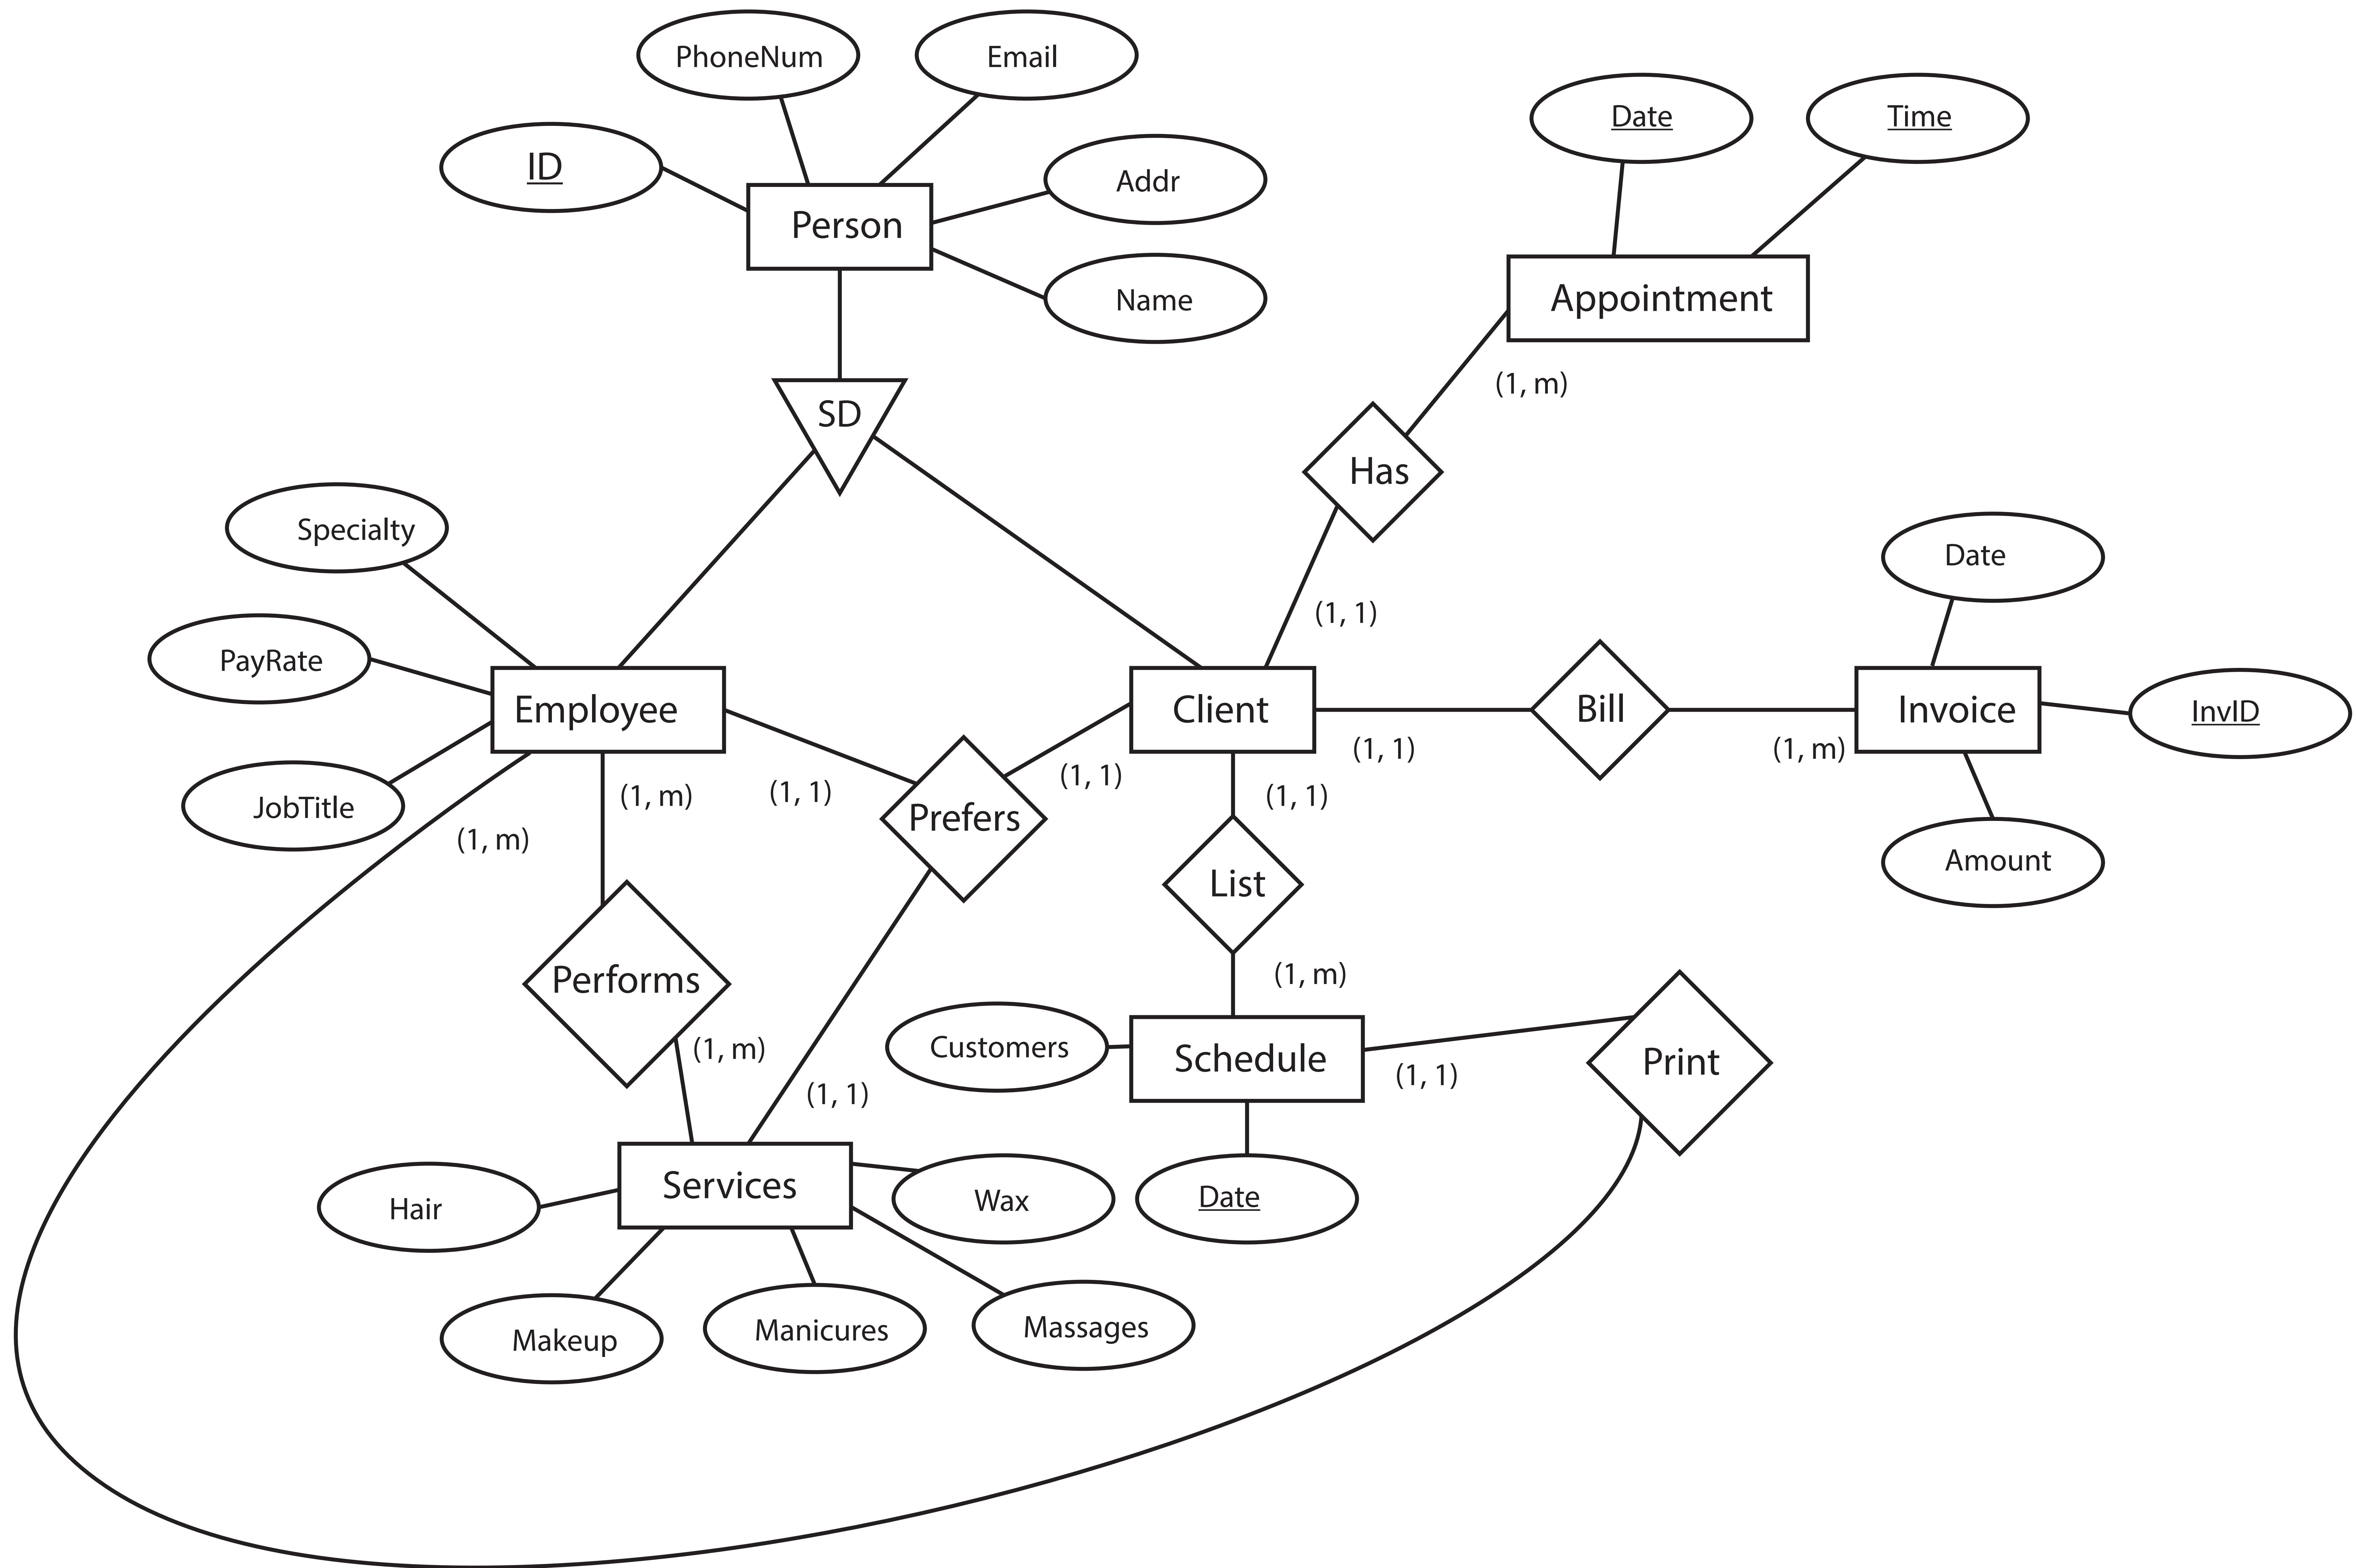 PhoneNum
Email
ID
Addr
Person
Name
Date
Time
Appointment
(1, m)
SD
Has
(1, 1)
Specialty
PayRate
Employee
JobTitle
(1, m)
(1, m)
(1, 1)
Prefers
(1, 1)
Client
(1, 1)
(1, 1)
Bill
(1, m)
Invoice
Date
InvID
Amount
List
(1, m)
Performs
(1, m)
(1, 1)
Customers
Schedule
(1, 1)
Print
Date
Services
Hair
Wax
Makeup
Manicures
Massages